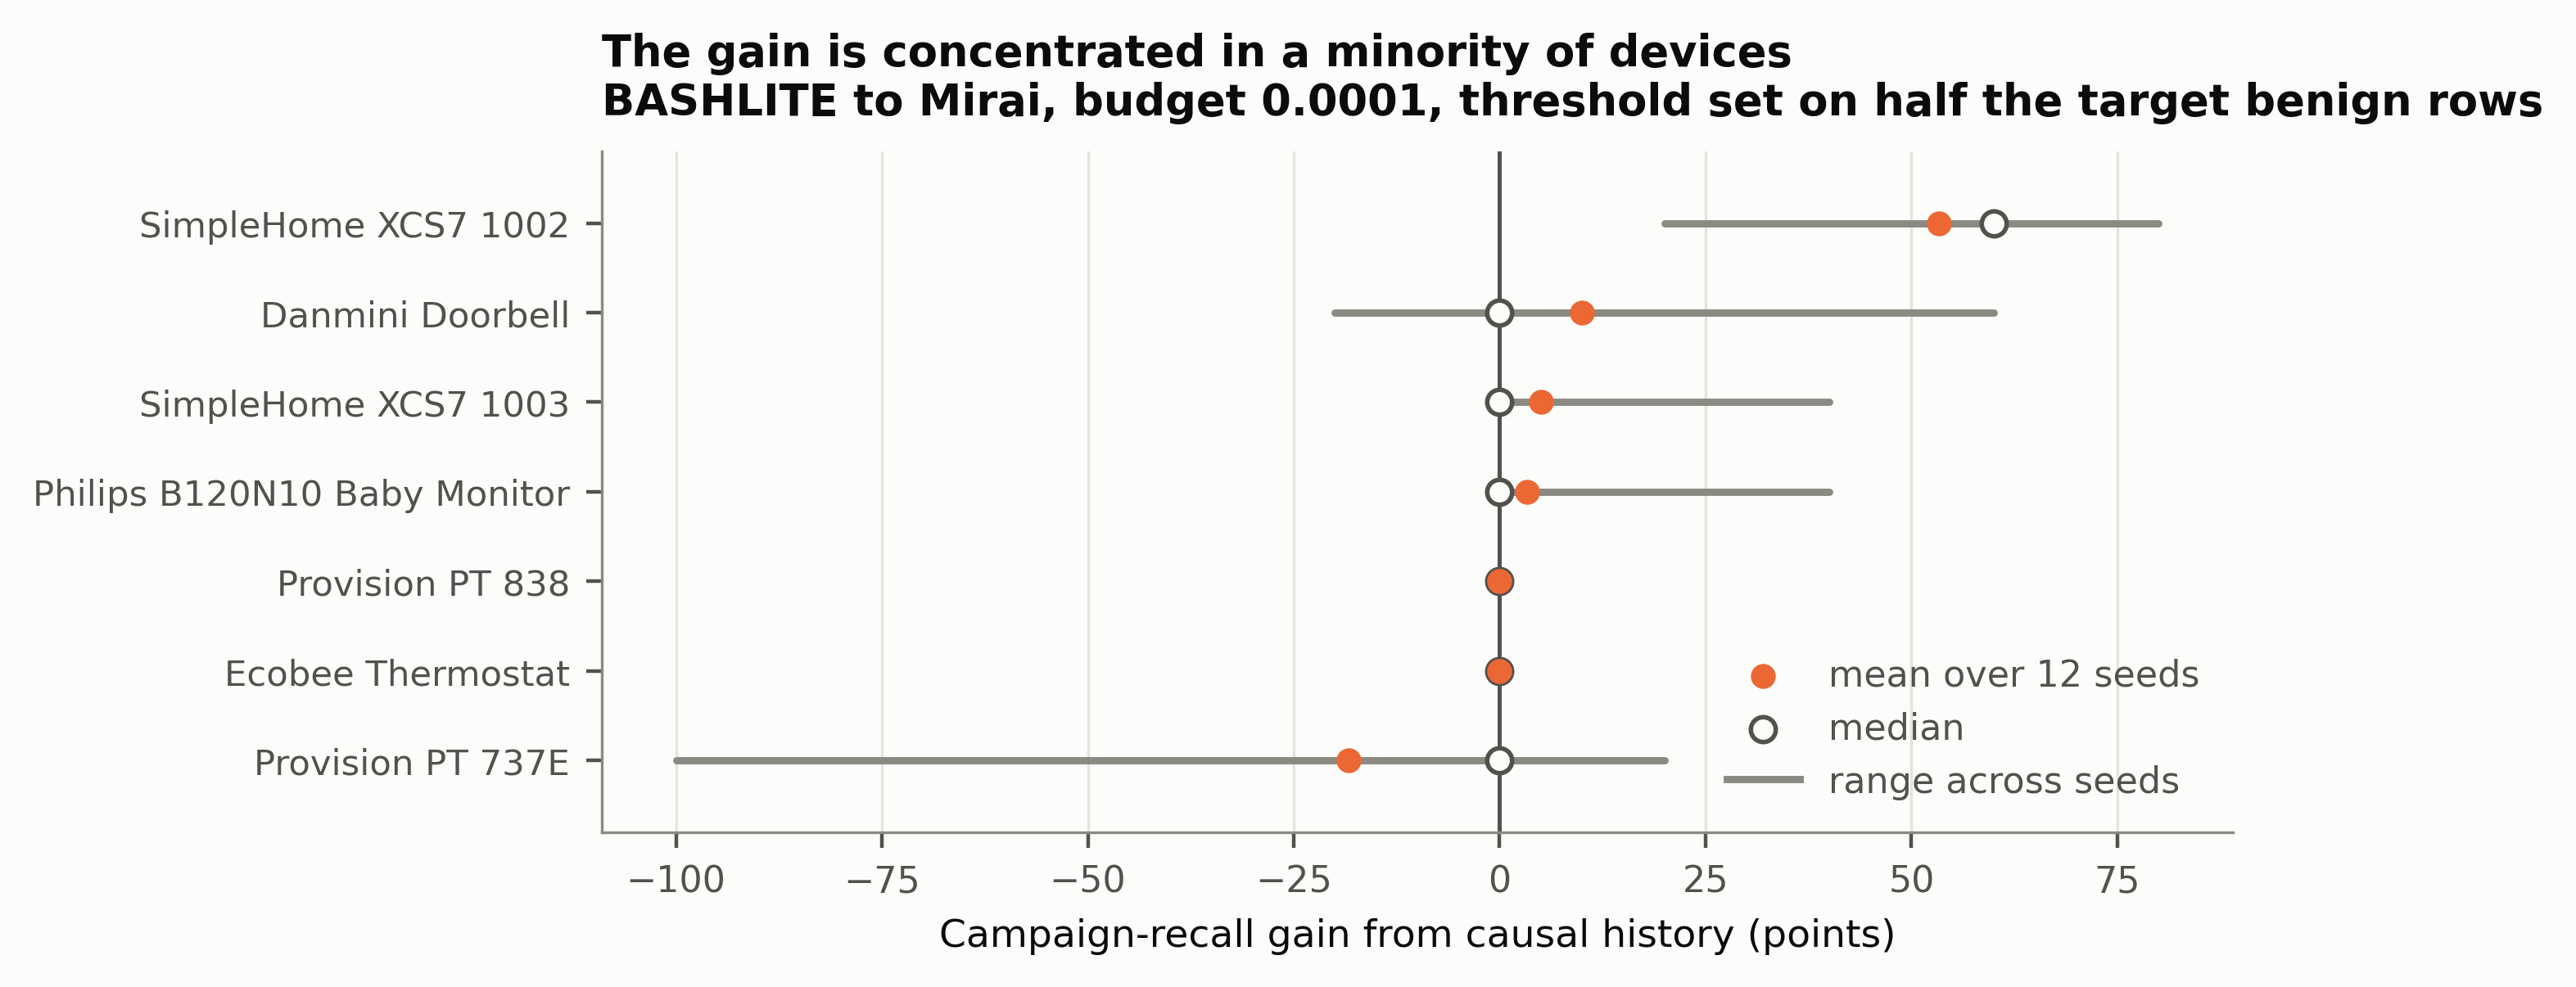 The gain is concentrated in a minority of devices
BASHLITE to Mirai, budget 0.0001, threshold set on half the target benign rows
SimpleHome XCS7 1002
Danmini Doorbell
SimpleHome XCS7 1003
Philips B120N10 Baby Monitor
Provision PT 838
Ecobee Thermostat
Provision PT 737E
mean over 12 seeds
median
range across seeds
−100 −75 −50 −25 0 25 50 75
Campaign-recall gain from causal history (points)